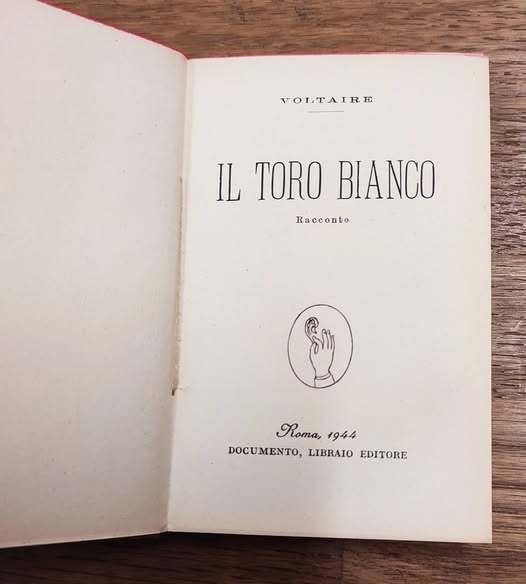 VOLTAIRE
IL TORO BIANCO
Racconto
Roma, 1944
DOCUMENTO, LIBRAIO EDITORE